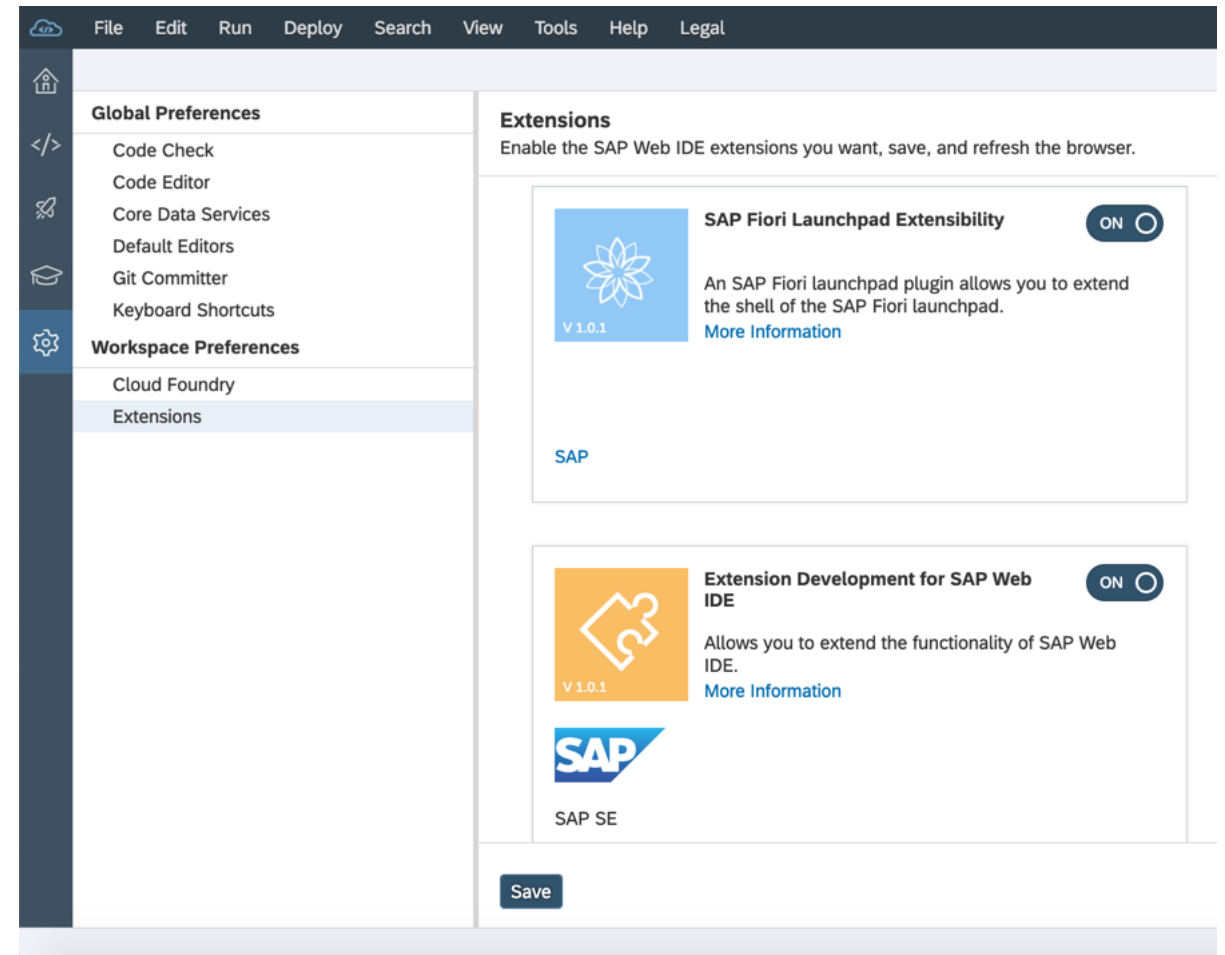 File Edit Run Deploy Search View Tools Help Legal
Global Preferences
Code Check
Code Editor
Core Data Services
Default Editors
Git Committer
Keyboard Shortcuts
Workspace Preferences
Cloud Foundry
Extensions
Extensions
Enable the SAP Web IDE extensions you want, save, and refresh the browser.
SAP Fiori Launchpad Extensibility
ON
An SAP Fiori launchpad plugin allows you to extend
the shell of the SAP Fiori launchpad.
More Information
V 1.0.1
SAP
Extension Development for SAP Web
IDE
ON
Allows you to extend the functionality of SAP Web
IDE.
More Information
V 1.0.1
SAP
SAP SE
Save